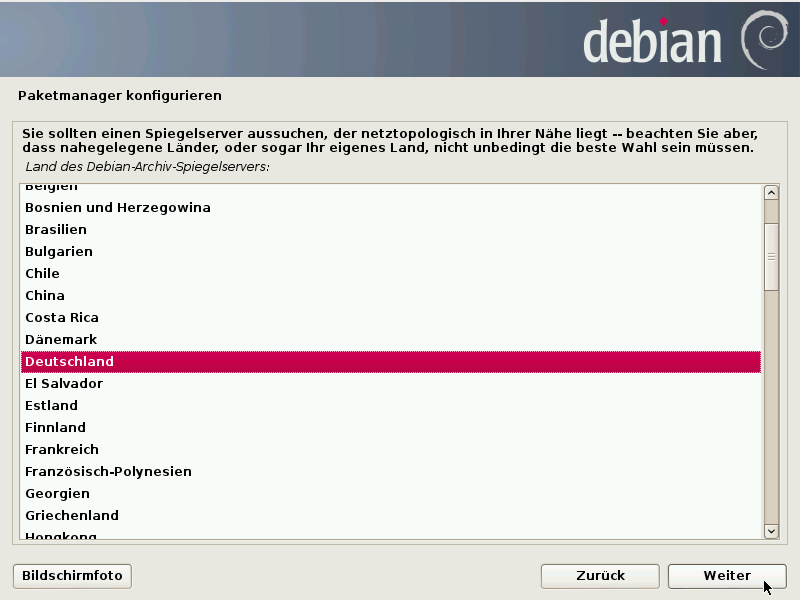 debian
Paketmanager konfigurieren
Sie sollten einen Spiegelserver aussuchen, der netztopologisch in Ihrer Nähe liegt -- beachten Sie aber,
dass nahegelegene Länder, oder sogar Ihr eigenes Land, nicht unbedingt die beste Wahl sein müssen.
Land des Debian-Archiv-Spiegelservers:
Belgien
Bosnien und Herzegowina
Brasilien
Bulgarien
Chile
China
Costa Rica
Dänemark
Deutschland
El Salvador
Estland
Finnland
Frankreich
Französisch-Polynesien
Georgien
Griechenland
Hongkong
Bildschirmfoto
Zurück
Weiter